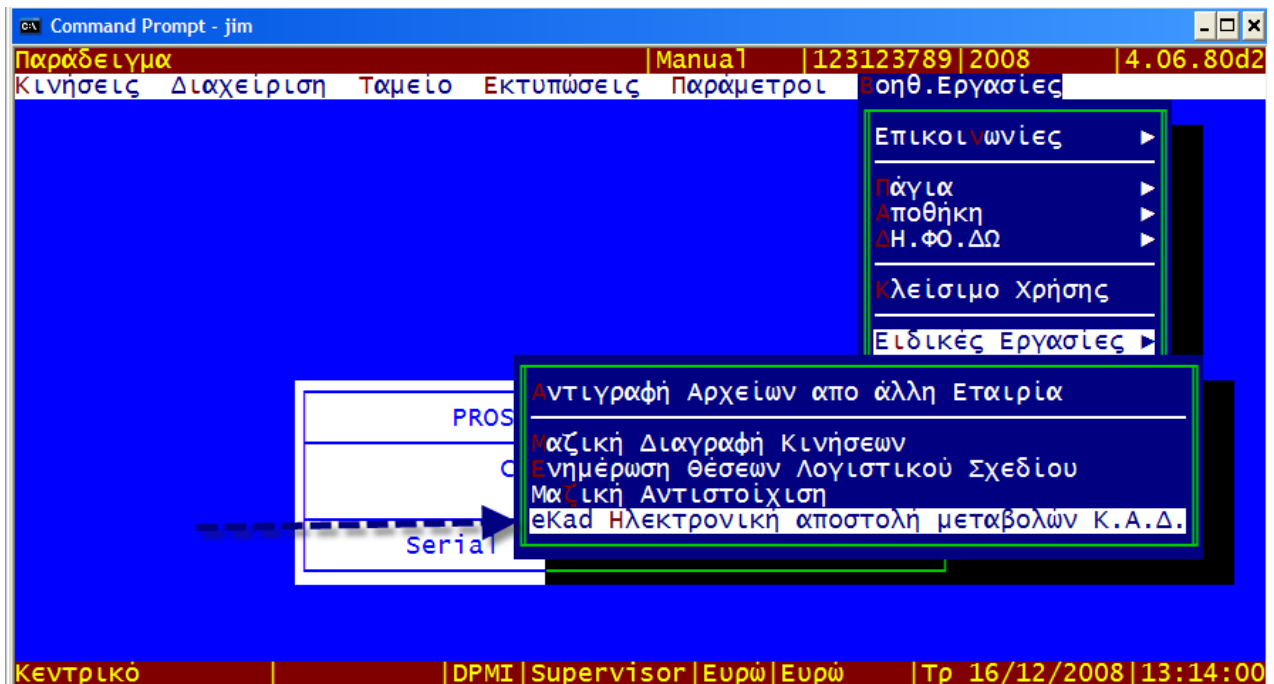 Command Prompt - jim
Παράδειγμα |Manual |123123789|2008 |4.06.80d2
Κινήσεις Διαχείριση Ταμείο Εκτυπώσεις Παράμετροι Βοηθ.Εργασίες
Επικοινωνίες ►
Πάγια ►
Αποθήκη ►
ΔΗ.ΦΟ.ΔΩ ►
Κλείσιμο Χρήσης
Ειδικές Εργασίες ►
Αντιγραφή Αρχείων απο άλλη Εταιρία
PROS
Μαζική Διαγραφή Κινήσεων
Ενημέρωση Θέσεων Λογιστικού Σχεδίου
Μαζική Αντιστοίχιση
eKad Ηλεκτρονική αποστολή μεταβολών Κ.Α.Δ.
Serial
Κεντρικό | |DPMI|Supervisor|Ευρώ|Ευρώ |Τρ 16/12/2008|13:14:00